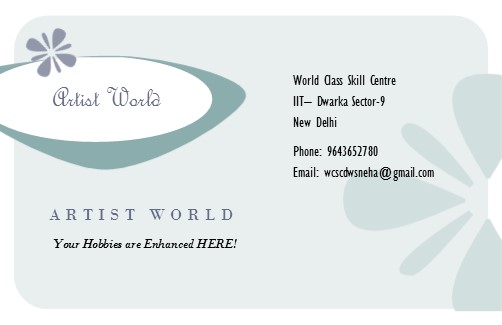 Artist World
ARTIST WORLD
Your Hobbies are Enhanced HERE!
World Class Skill Centre
IIT– Dwarka Sector-9
New Delhi
Phone: 9643652780
Email: wcscdwsneha@gmail.com